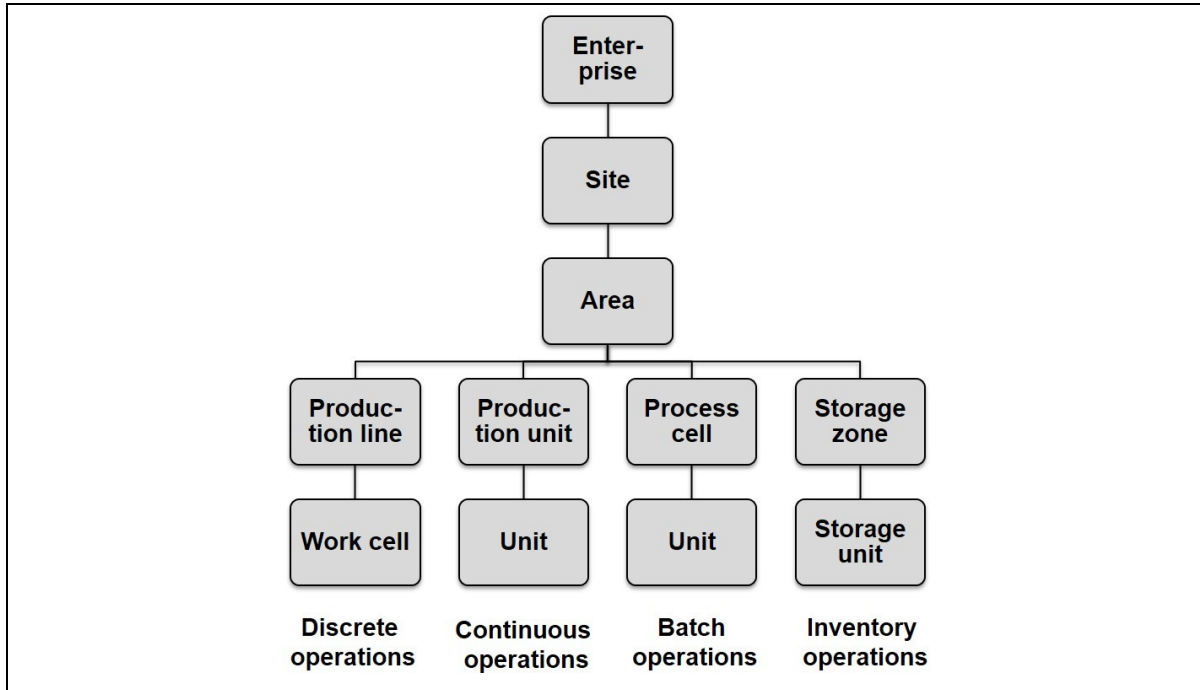 Enter-
prise
Site
Area
Produc-
tion line
Produc-
tion unit
Process
cell
Storage
zone
Work cell
Unit
Unit
Storage
unit
Discrete
operations
Continuous
operations
Batch
operations
Inventory
operations